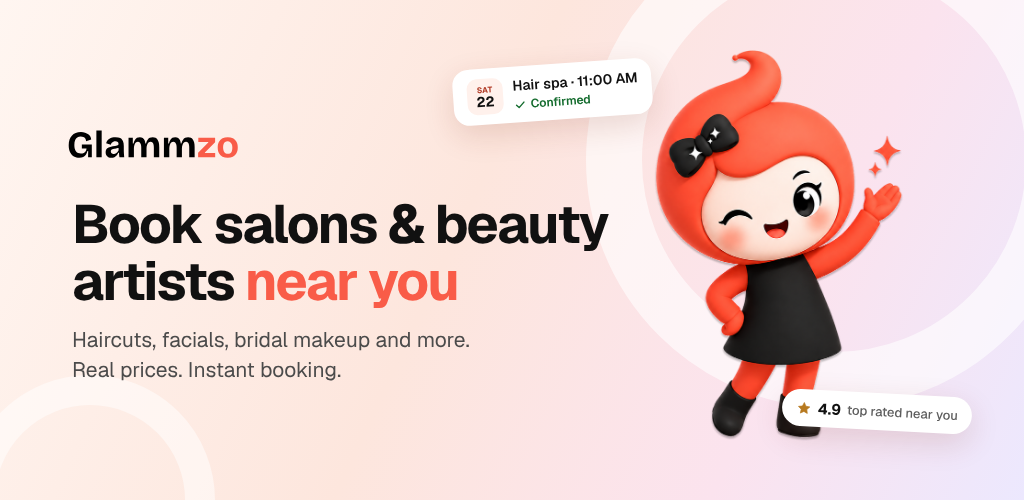 SAT
22
Hair spa · 11:00 AM
Confirmed
Glammzo
Book salons & beauty
artists near you
Haircuts, facials, bridal makeup and more.
Real prices. Instant booking.
4.9 top rated near you